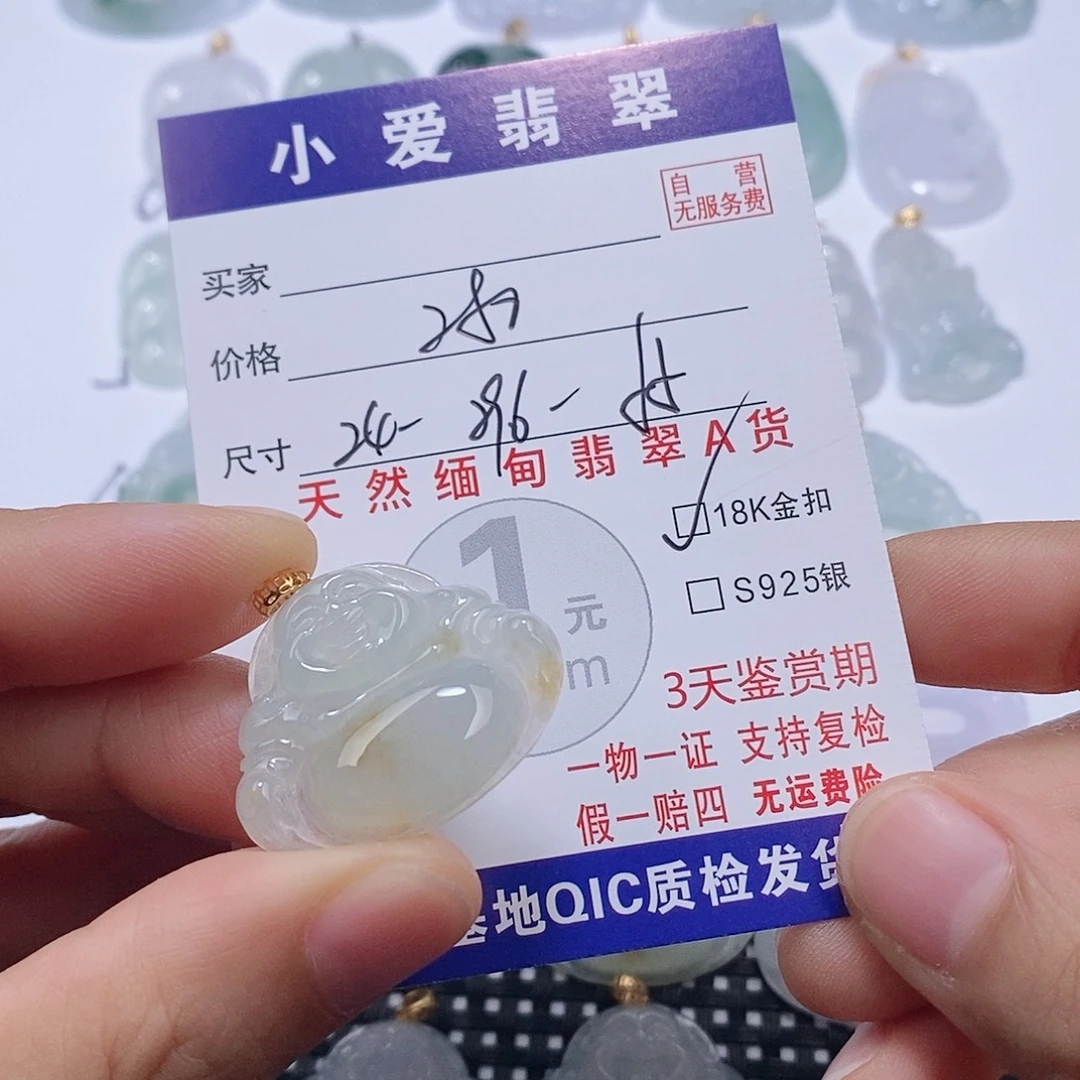 小爱翡翠
自营
无服务费
买家
价格
尺寸 24-
天然缅甸翡翠A货
1
元
m
18K金扣
S925银
3天鉴赏期
一物一证 支持复检
假一赔四 无运费险
基地QIC质检发货